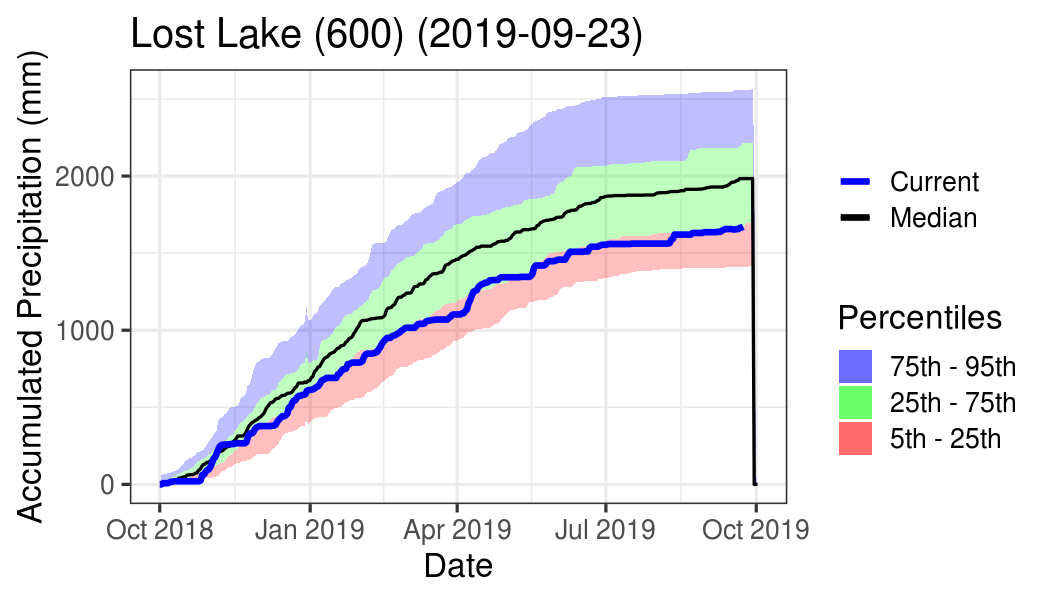 Lost Lake (600) (2019-09-23)
Accumulated Precipitation (mm)
2000
1000
0
Oct 2018 Jan 2019 Apr 2019 Jul 2019 Oct 2019
Date
Current
Median
Percentiles
75th - 95th
25th - 75th
5th - 25th